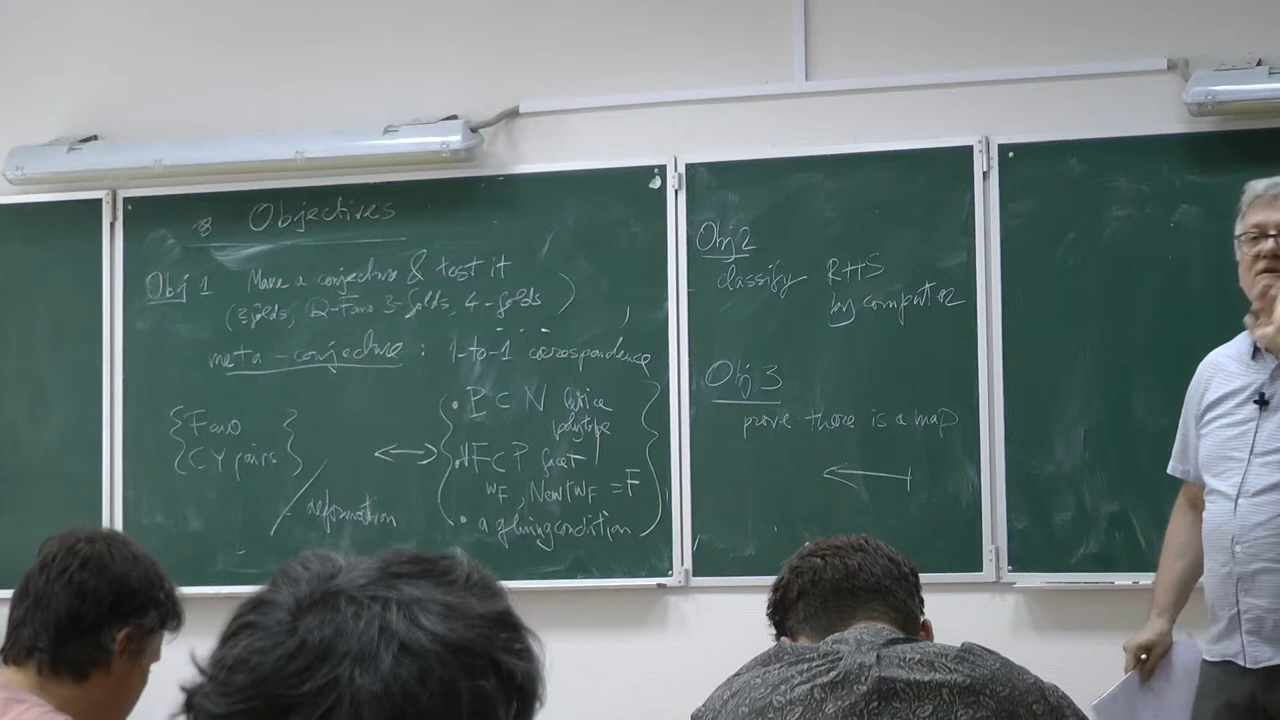 § Objectives
Obj 1 Make a conjecture & test it
(3folds, Q-Fano 3-folds, 4-folds)
meta-conjecture : 1-to-1 correspondence
{Fano
CY pairs}
/ deformation
↔
{• P ⊂ N lattice
polytope
∀F ⊂ P facet
w_F, Newt w_F = F
• a gluing condition}
Obj 2
classify RHS
by computer
Obj 3
prove there is a map